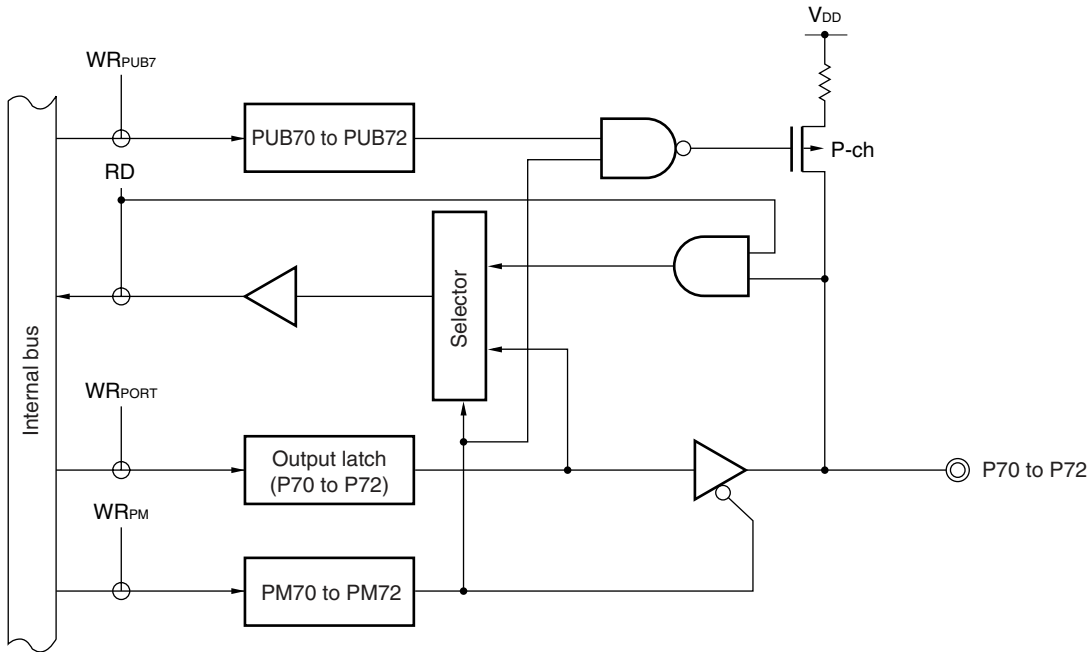 VDD
WRPUB7
PUB70 to PUB72
P-ch
RD
Selector
Internal bus
WRPORT
Output latch
(P70 to P72)
P70 to P72
WRPM
PM70 to PM72